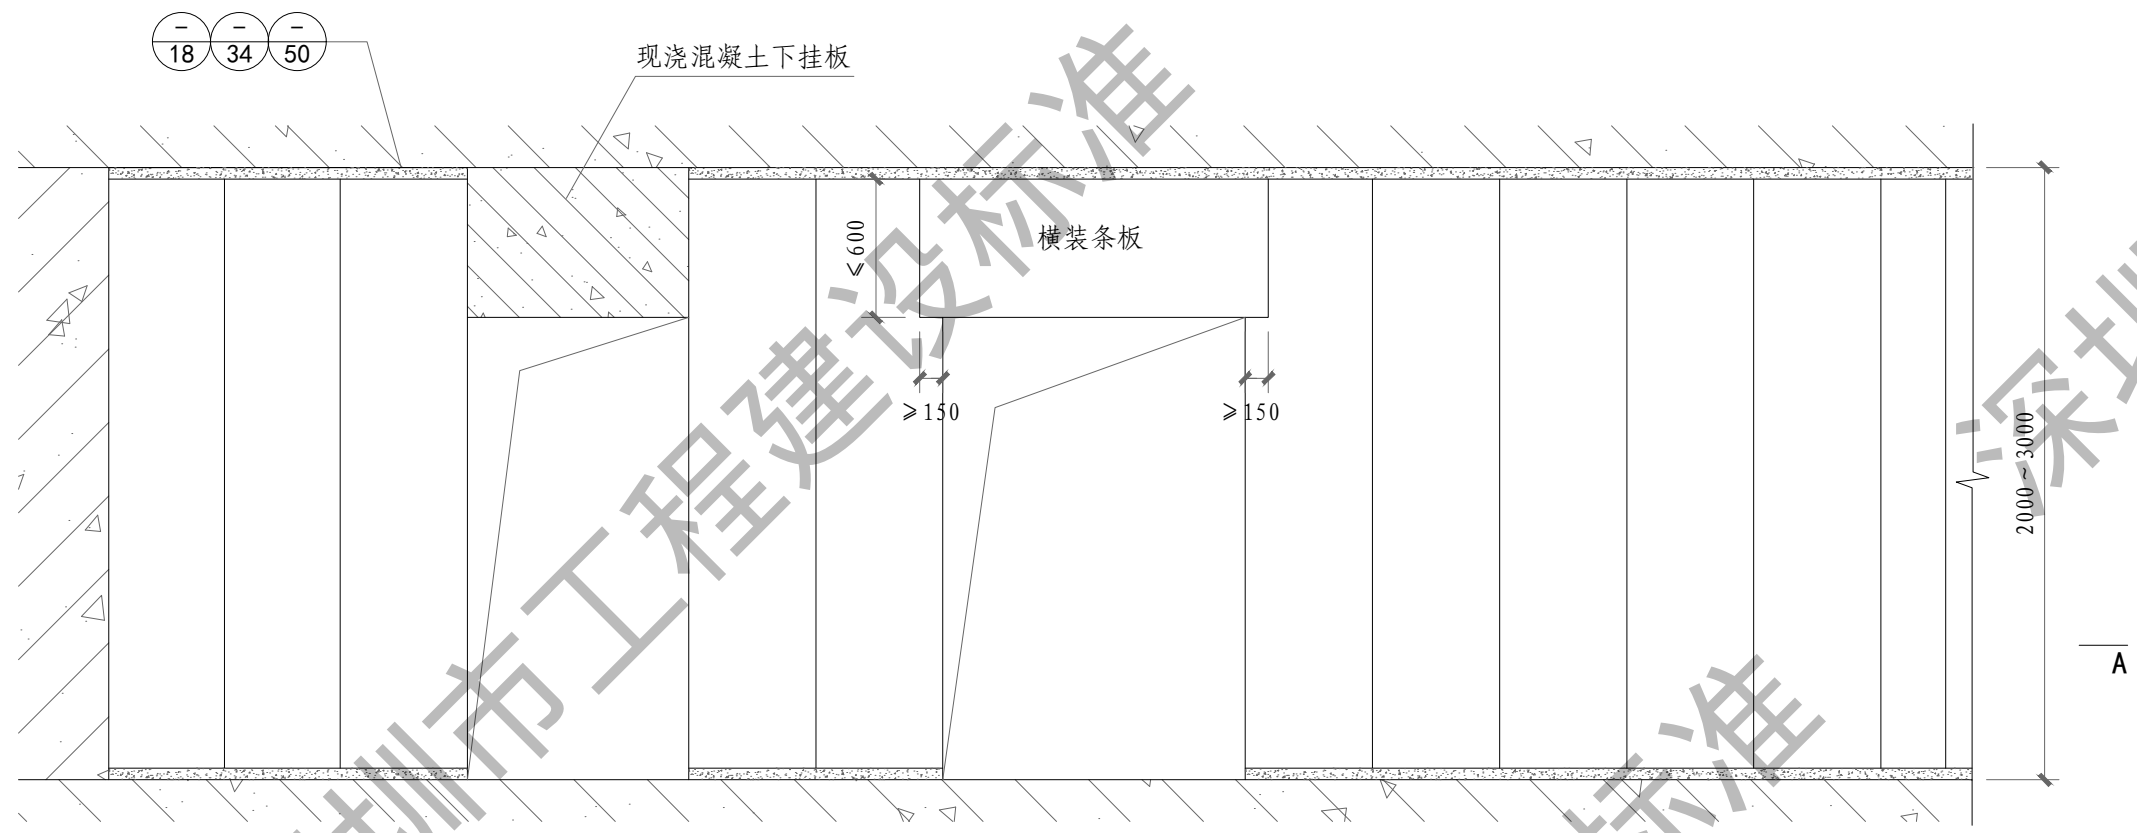 - - -
18 34 50
现浇混凝土下挂板
≤600
横装条板
≥150
≥150
2000~3000
A
深圳
圳市工程建设标准
标准